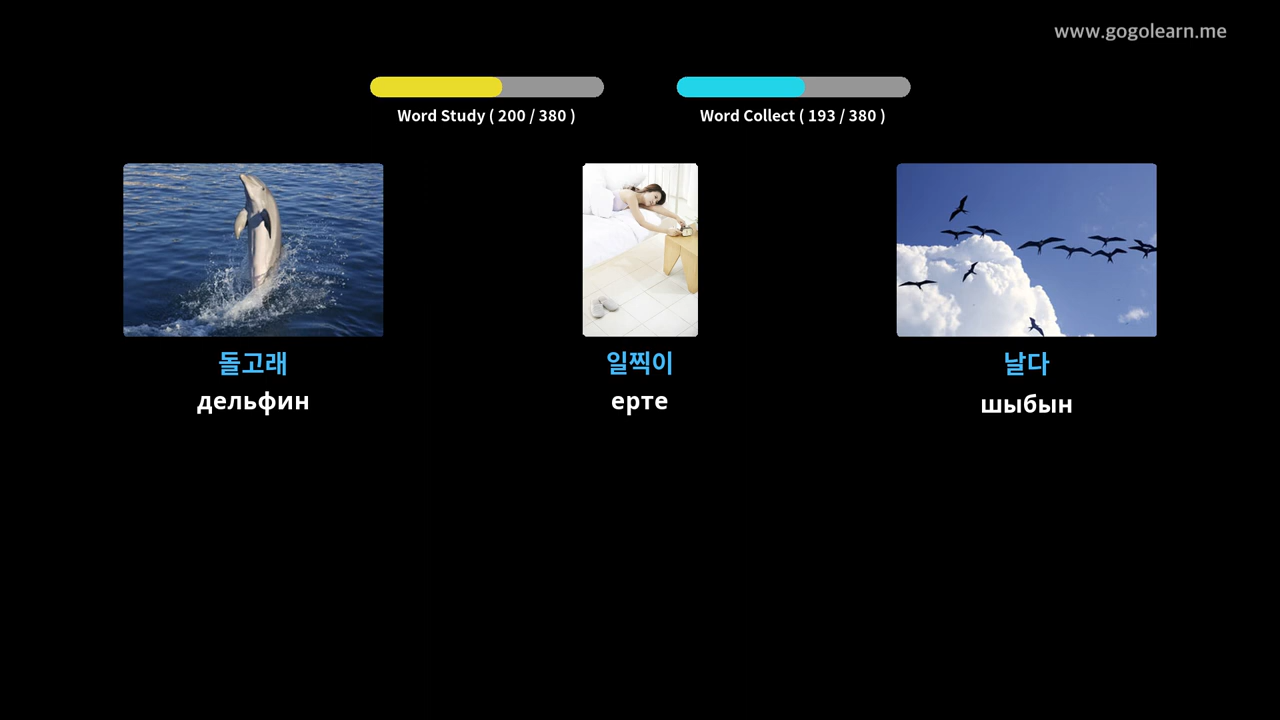 www.gogolearn.me
Word Study ( 200 / 380 )
Word Collect ( 193 / 380 )
돌고래
дельфин
일찍이
ерте
날다
шыбын